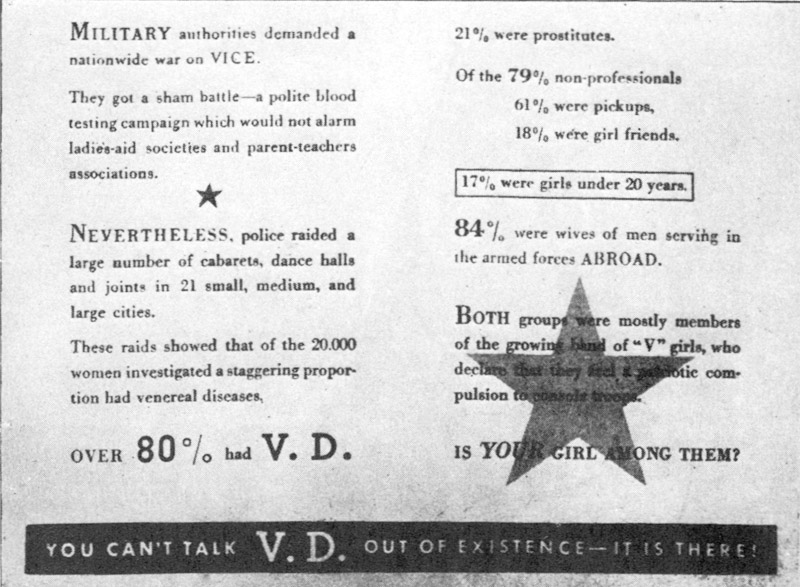 MILITARY authorities demanded a
nationwide war on VICE.
They got a sham battle—a polite blood
testing campaign which would not alarm
ladies-aid societies and parent-teachers
associations.
NEVERTHELESS, police raided a
large number of cabarets, dance halls
and joints in 21 small, medium, and
large cities.
These raids showed that of the 20.000
women investigated a staggering propor-
tion had venereal diseases,
OVER 80% had V. D.
21% were prostitutes.
Of the 79% non-professionals
61% were pickups,
18% were girl friends.
17% were girls under 20 years.
84% were wives of men serving in
the armed forces ABROAD.
BOTH groups were mostly members
of the growing band of "V" girls, who
declare that they feel a patriotic com-
pulsion to console troops.
IS YOUR GIRL AMONG THEM?
YOU CAN'T TALK V. D. OUT OF EXISTENCE—IT IS THERE!